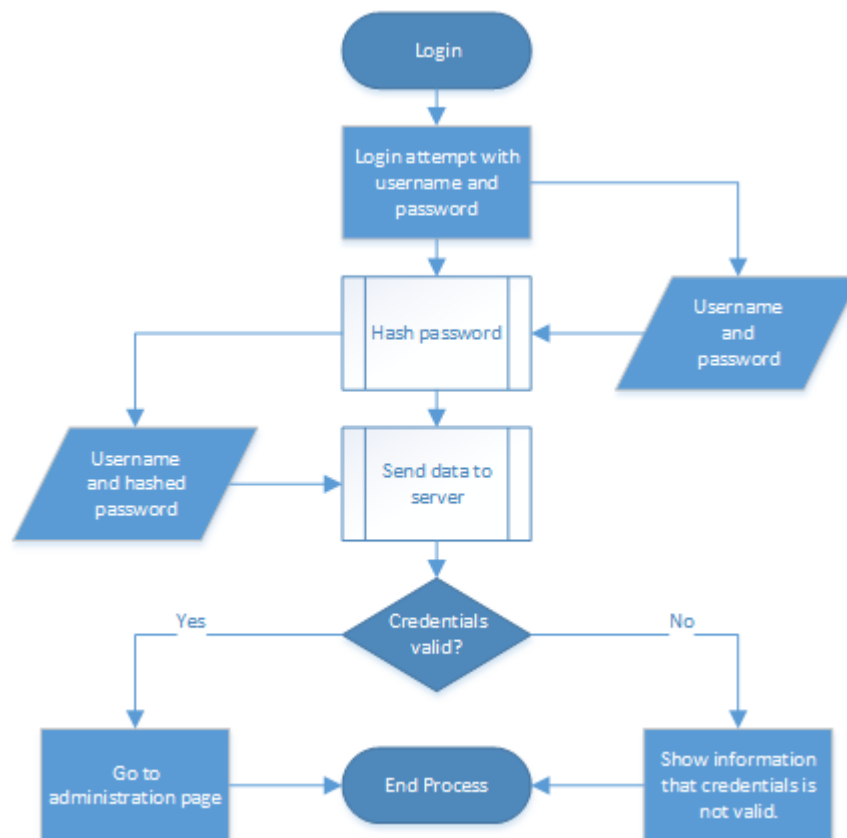 Login
Login attempt with
username and
password
Username
and
password
Hash password
Username
and hashed
password
Send data to
server
Credentials
valid?
Yes
No
Go to
administration page
End Process
Show information
that credentials is
not valid.